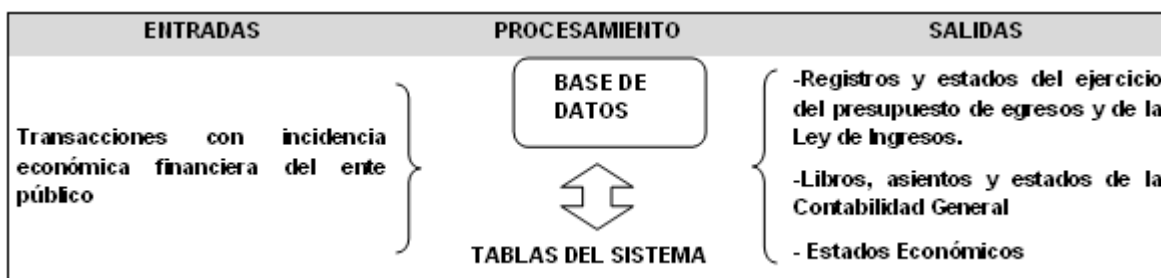 ENTRADAS
PROCESAMIENTO
SALIDAS
Transacciones con incidencia
económica financiera del ente
público
BASE DE
DATOS
TABLAS DEL SISTEMA
-Registros y estados del ejercicio
del presupuesto de egresos y de la
Ley de Ingresos.
-Libros, asientos y estados de la
Contabilidad General
- Estados Económicos